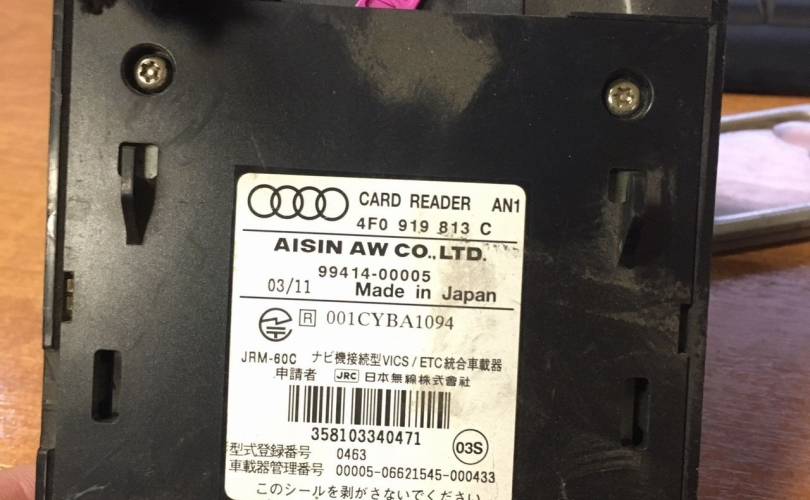 CARD READER AN1
4F0 919 813 C
AISIN AW CO.,LTD.
99414-00005
03/11 Made in Japan
R 001CYBA1094
JRM-60C ナビ機接続型VICS/ETC統合車載器
申請者 JRC 日本無線株式會社
358103340471
03S
型式登録番号 0463
車載器管理番号 00005-06621545-000433
このシールを剥がさないでください